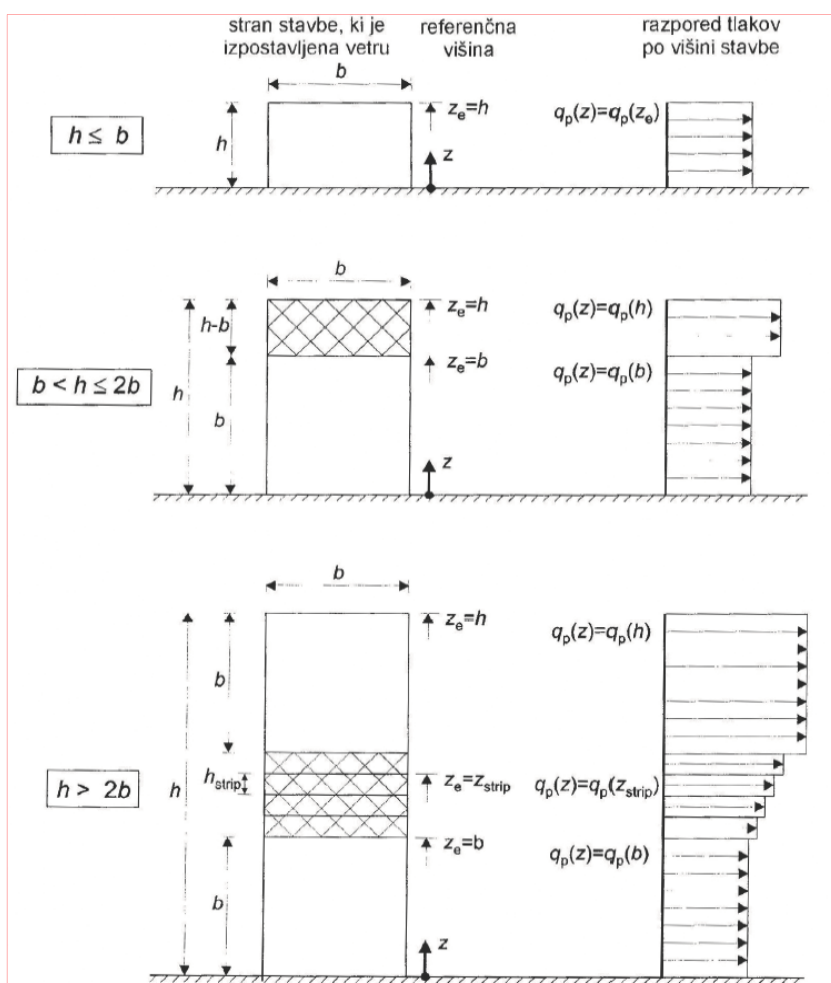 stran stavbe, ki je
izpostavljena vetru
referenčna
višina
razpored tlakov
po višini stavbe
h ≤ b
b
h
z_e=h
z
q_p(z)=q_p(z_e)
b < h ≤ 2b
b
h-b
h
b
z_e=h
z_e=b
z
q_p(z)=q_p(h)
q_p(z)=q_p(b)
h > 2b
b
h
b
h_strip
b
z_e=h
z_e=z_strip
z_e=b
z
q_p(z)=q_p(h)
q_p(z)=q_p(z_strip)
q_p(z)=q_p(b)